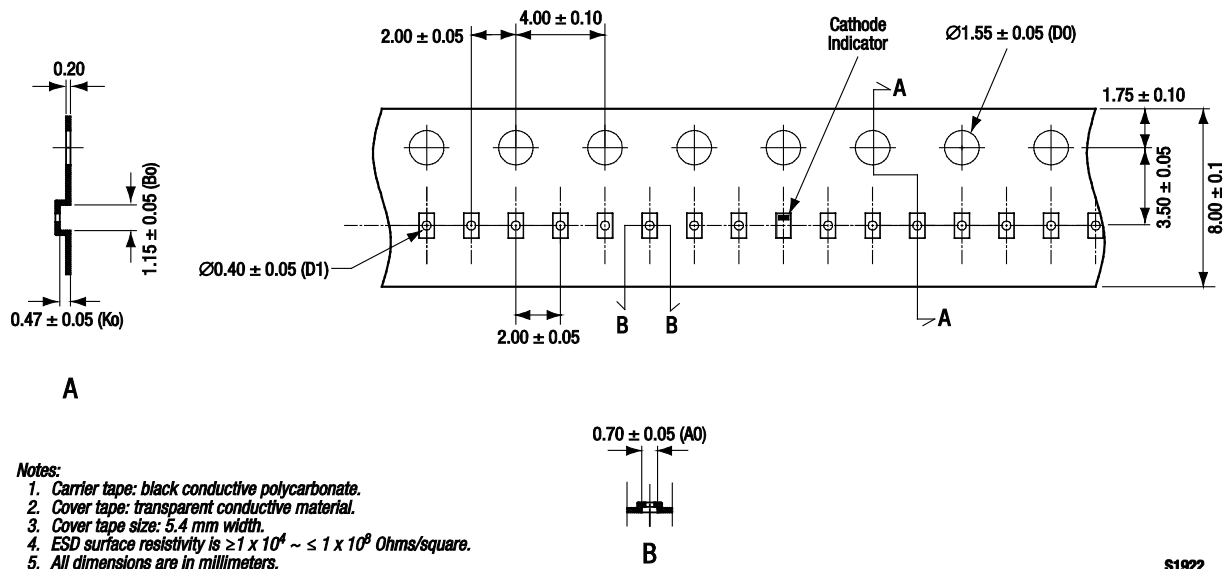 4.00 ± 0.10
2.00 ± 0.05
Cathode
Indicator
Ø1.55 ± 0.05 (D0)
0.20
A
1.75 ± 0.10
1.15 ± 0.05 (Bo)
3.50 ± 0.05
8.00 ± 0.1
Ø0.40 ± 0.05 (D1)
0.47 ± 0.05 (Ko)
B
B
A
2.00 ± 0.05
A
0.70 ± 0.05 (A0)
Notes:
1. Carrier tape: black conductive polycarbonate.
2. Cover tape: transparent conductive material.
3. Cover tape size: 5.4 mm width.
4. ESD surface resistivity is ≥1 x 10⁴ ~ ≤ 1 x 10⁸ Ohms/square.
5. All dimensions are in millimeters.
B
S1922